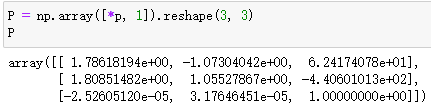 P = np.array([*p, 1]).reshape(3, 3)
P
array([[ 1.78618194e+00, -1.07304042e+00, 6.24174078e+01],
[ 1.80851482e+00, 1.05527867e+00, -4.40601013e+02],
[-2.52605120e-05, 3.17646451e-05, 1.00000000e+00]])